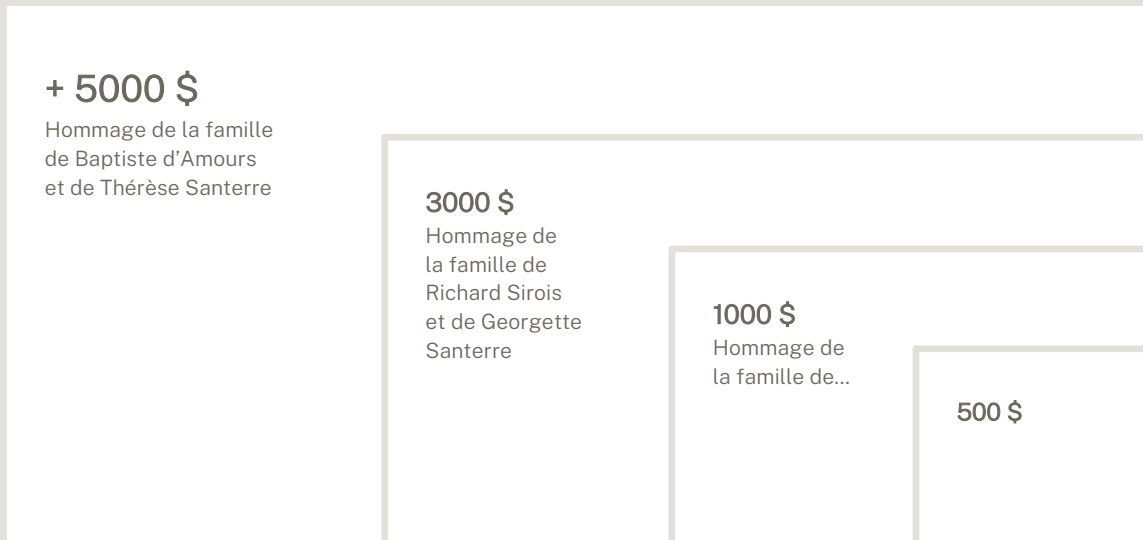 + 5000 $
Hommage de la famille
de Baptiste d’Amours
et de Thérèse Santerre
3000 $
Hommage de
la famille de
Richard Sirois
et de Georgette
Santerre
1000 $
Hommage de
la famille de...
500 $